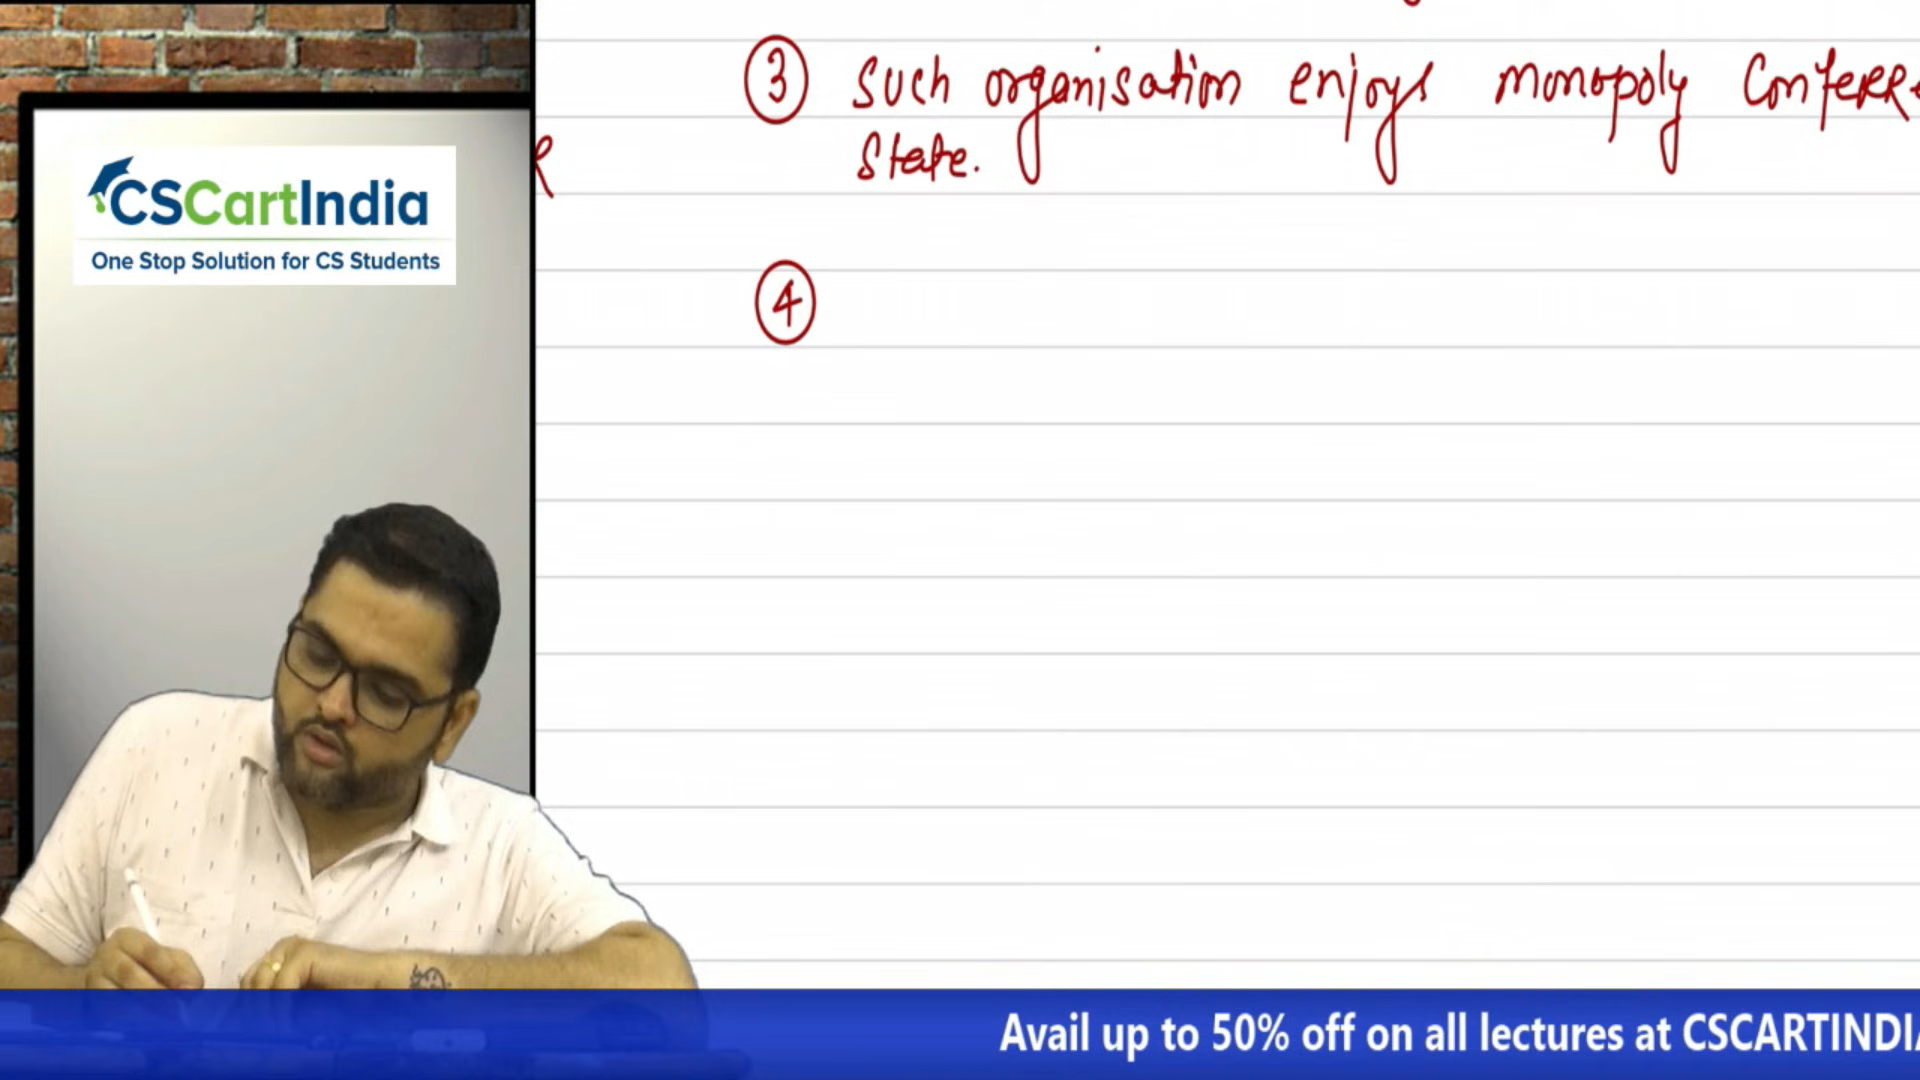 ③ Such organisation enjoys monopoly
State.
④
CSCartIndia
One Stop Solution for CS Students
Avail up to 50% off on all lectures at